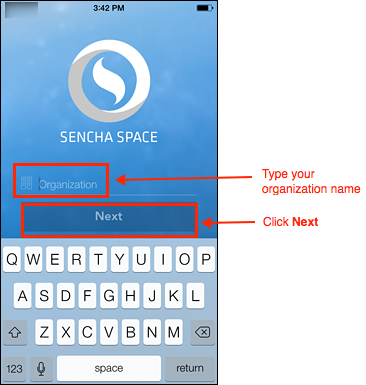 3:42 PM
SENCHA SPACE
Organization
Type your
organization name
Next
Click Next
Q W E R T Y U I O P
A S D F G H J K L
Z X C V B N M
123 space return